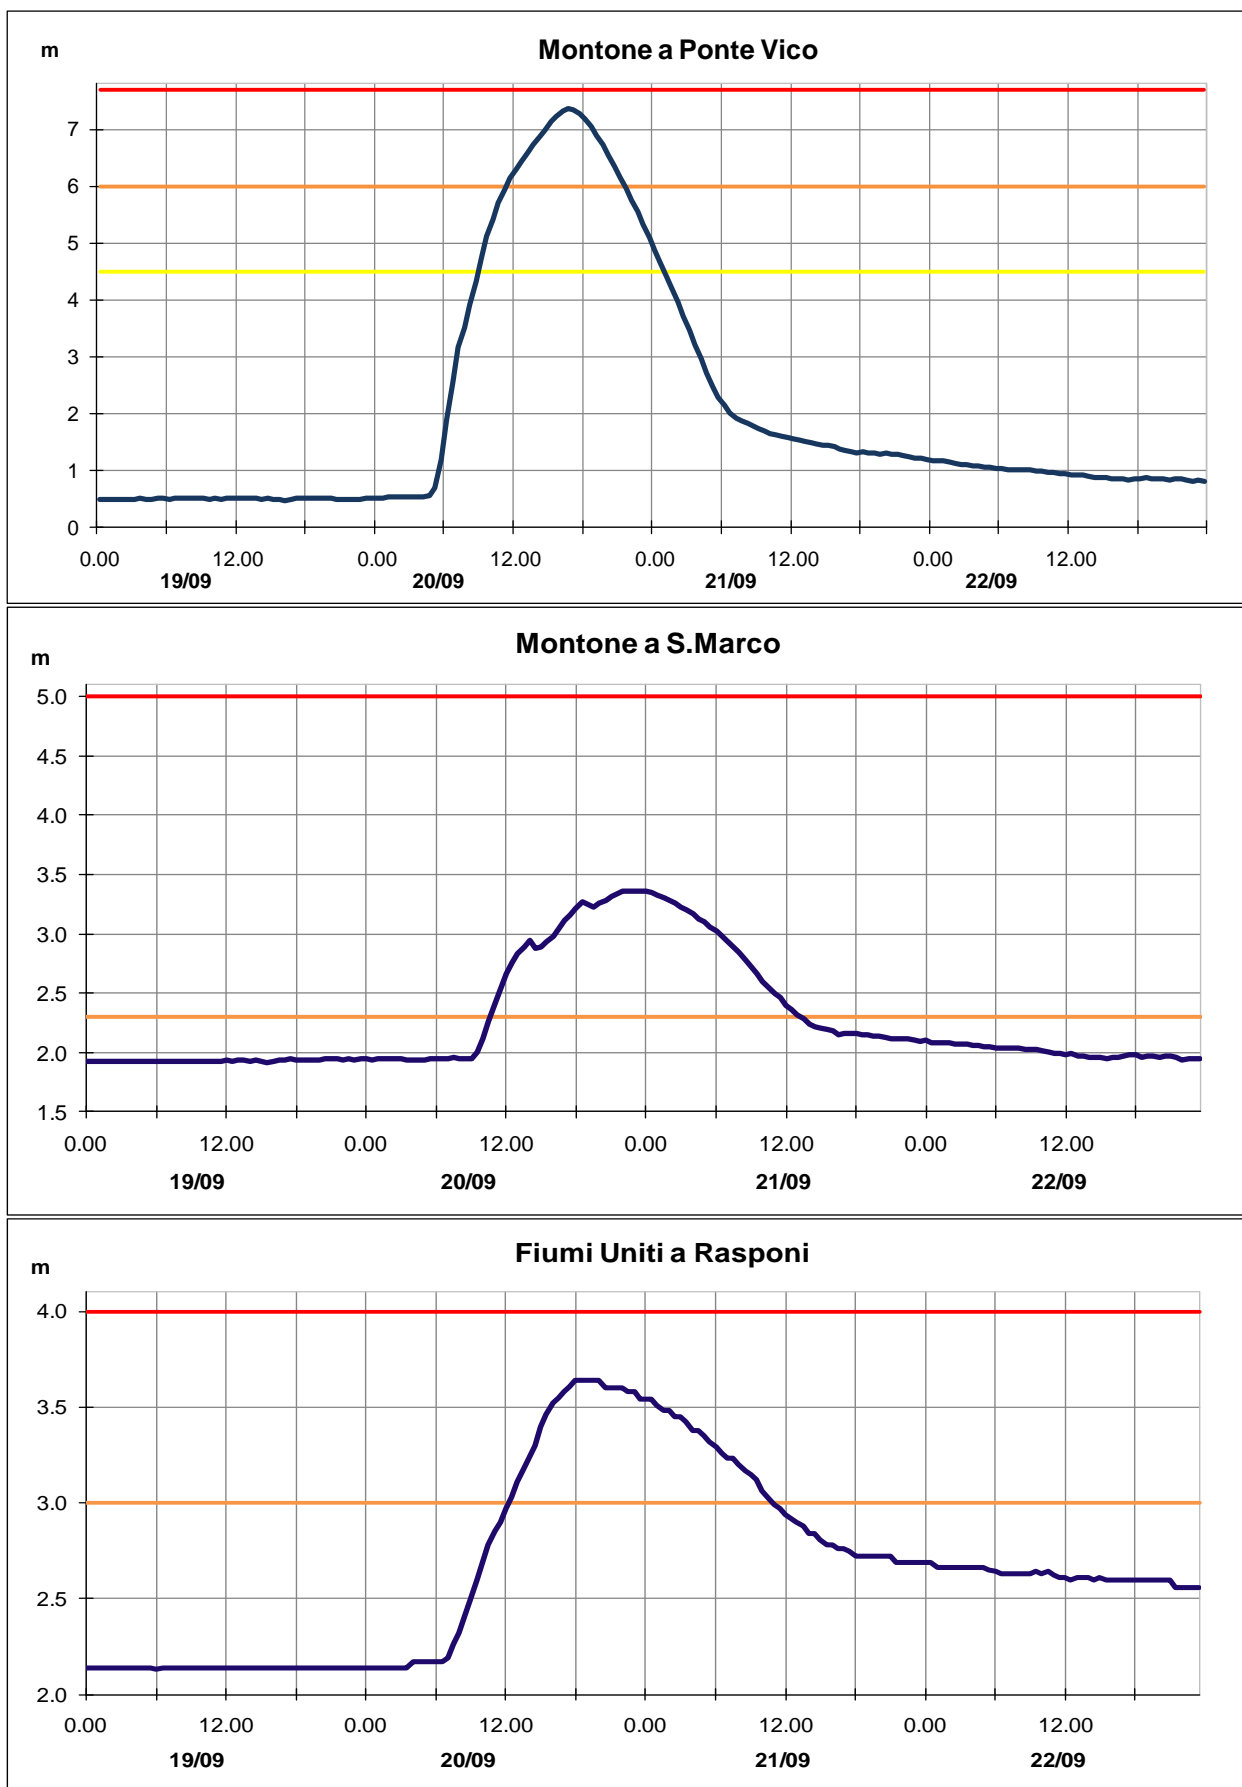 m
Montone a Ponte Vico
7
6
5
4
3
2
1
0
0.00 12.00 0.00 12.00 0.00 12.00 0.00 12.00
19/09 20/09 21/09 22/09
Montone a S.Marco
m
5.0
4.5
4.0
3.5
3.0
2.5
2.0
1.5
0.00 12.00 0.00 12.00 0.00 12.00 0.00 12.00
19/09 20/09 21/09 22/09
Fiumi Uniti a Rasponi
m
4.0
3.5
3.0
2.5
2.0
0.00 12.00 0.00 12.00 0.00 12.00 0.00 12.00
19/09 20/09 21/09 22/09